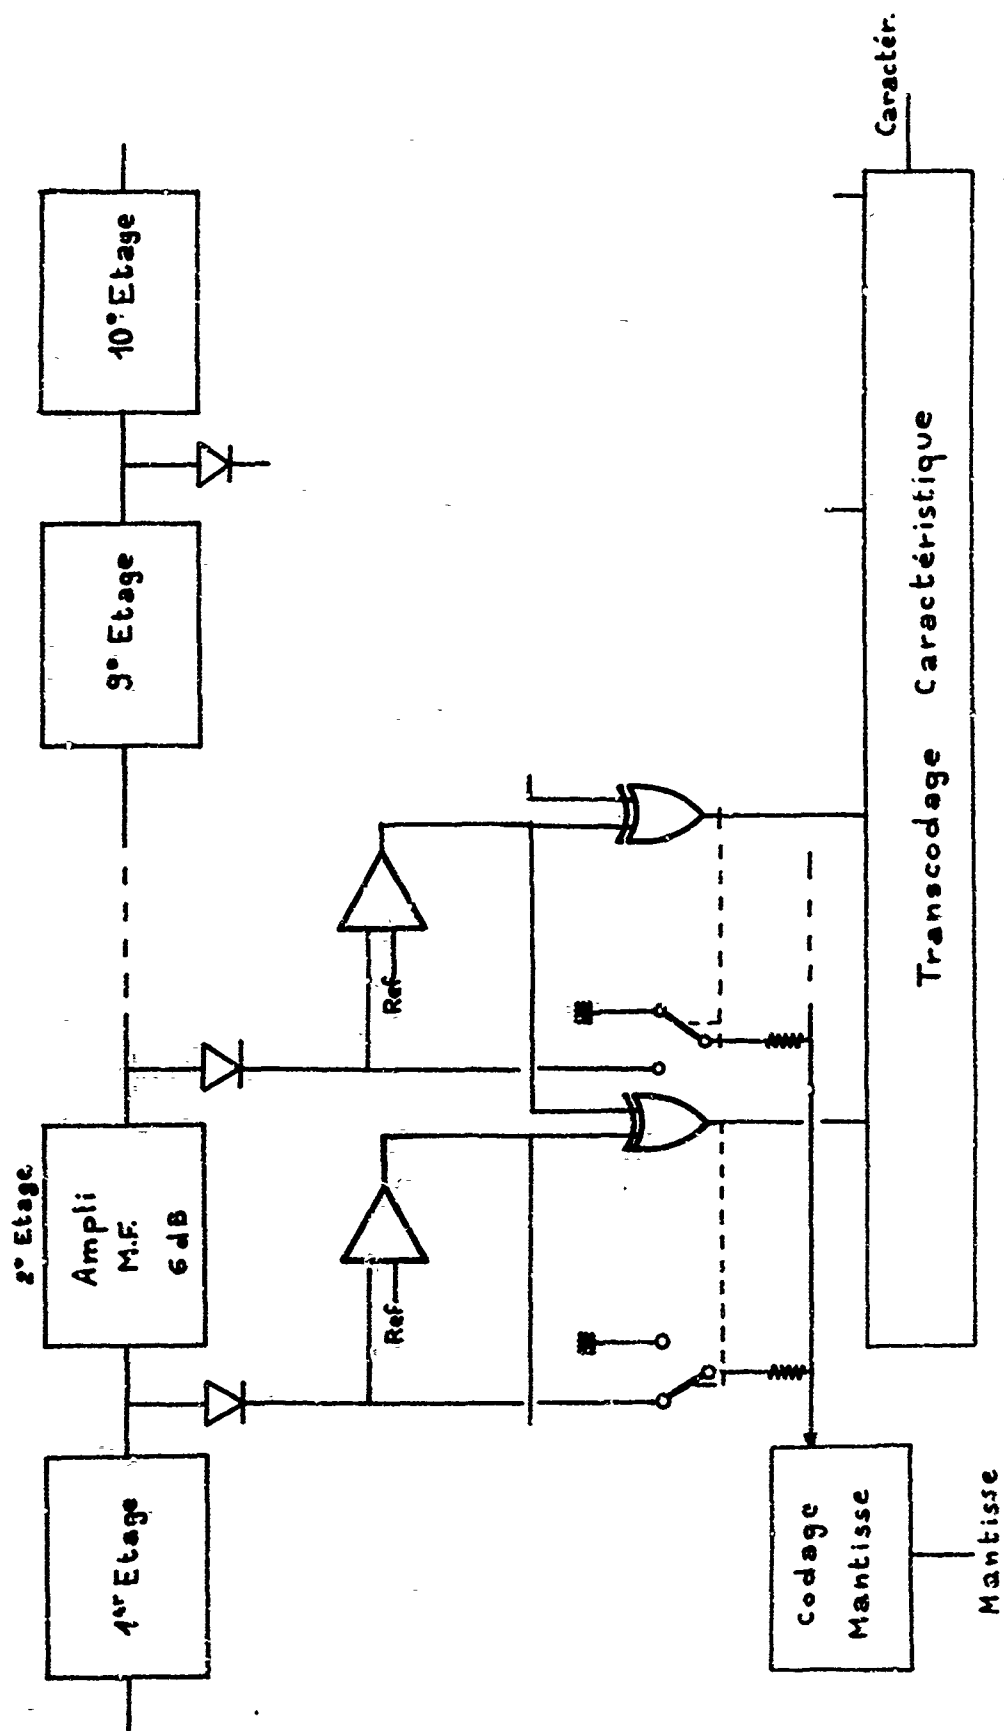 1er Etage
2° Etage
Ampli
M.F.
6 dB
9° Etage
10° Etage
Ref
Ref
Codage
Mantisse
Mantisse
Transcodage Caractéristique
Caractér.